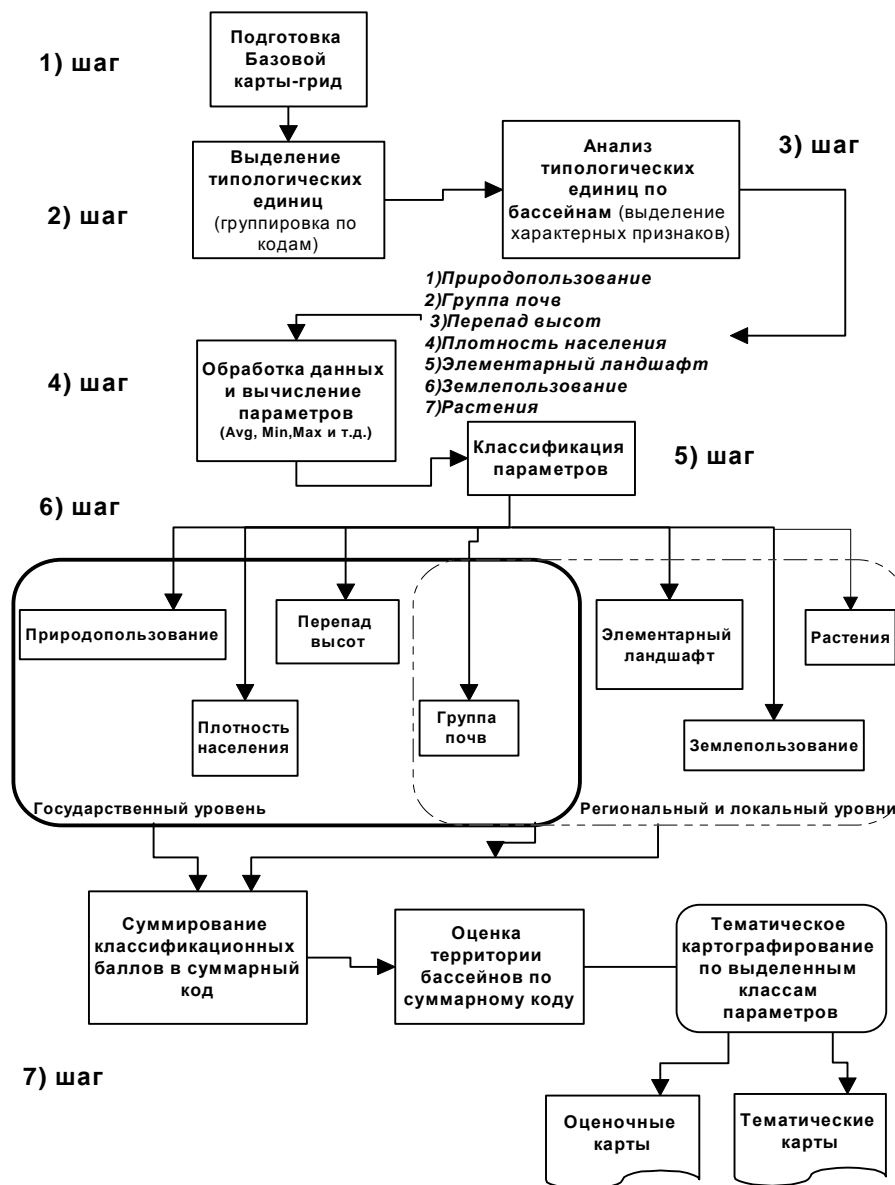 1) шаг
Подготовка
Базовой
карты-грид
2) шаг
Выделение
типологических
единиц
(группировка по
кодам)
3) шаг
Анализ
типологических
единиц по
бассейнам (выделение
характерных признаков)
1)Природопользование
2)Группа почв
3)Перепад высот
4)Плотность населения
5)Элементарный ландшафт
6)Землепользование
7)Растения
4) шаг
Обработка данных
и вычисление
параметров
(Avg, Min,Max и т.д.)
5) шаг
Классификация
параметров
6) шаг
Природопользование
Перепад
высот
Элементарный
ландшафт
Растения
Плотность
населения
Группа
почв
Землепользование
Государственный уровень
Региональный и локальный уровни
Суммирование
классификационных
баллов в суммарный
код
Оценка
территории
бассейнов по
суммарному коду
Тематическое
картографирование
по выделенным
классам
параметров
7) шаг
Оценочные
карты
Тематические
карты